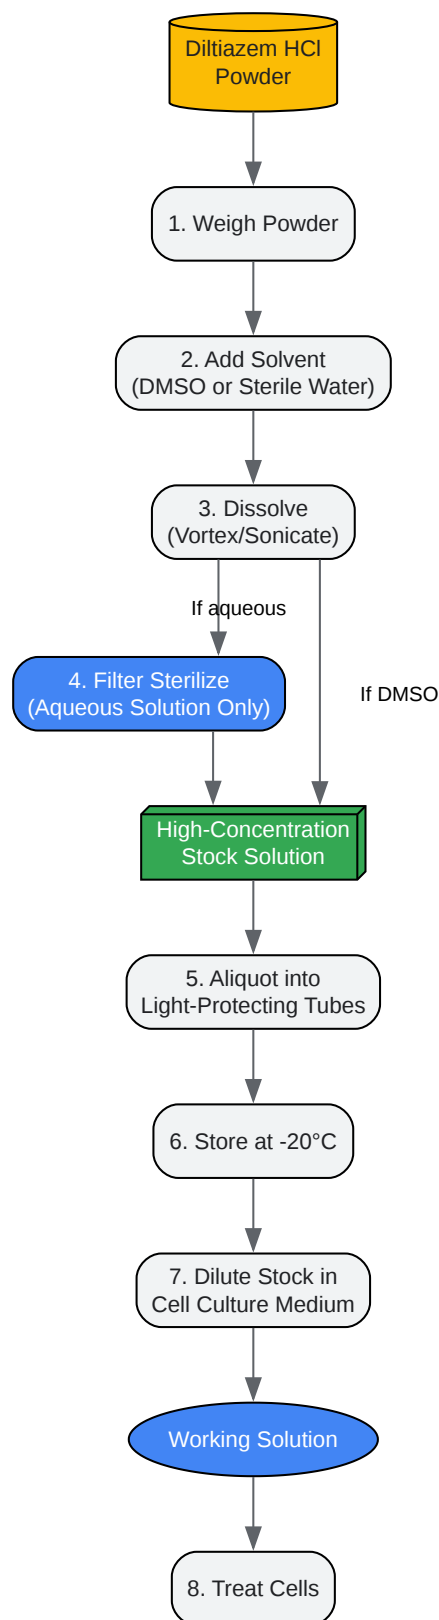 Diltiazem HCl
Powder
1. Weigh Powder
2. Add Solvent
(DMSO or Sterile Water)
3. Dissolve
(Vortex/Sonicate)
If aqueous
4. Filter Sterilize
(Aqueous Solution Only)
If DMSO
High-Concentration
Stock Solution
5. Aliquot into
Light-Protecting Tubes
6. Store at -20°C
7. Dilute Stock in
Cell Culture Medium
Working Solution
8. Treat Cells